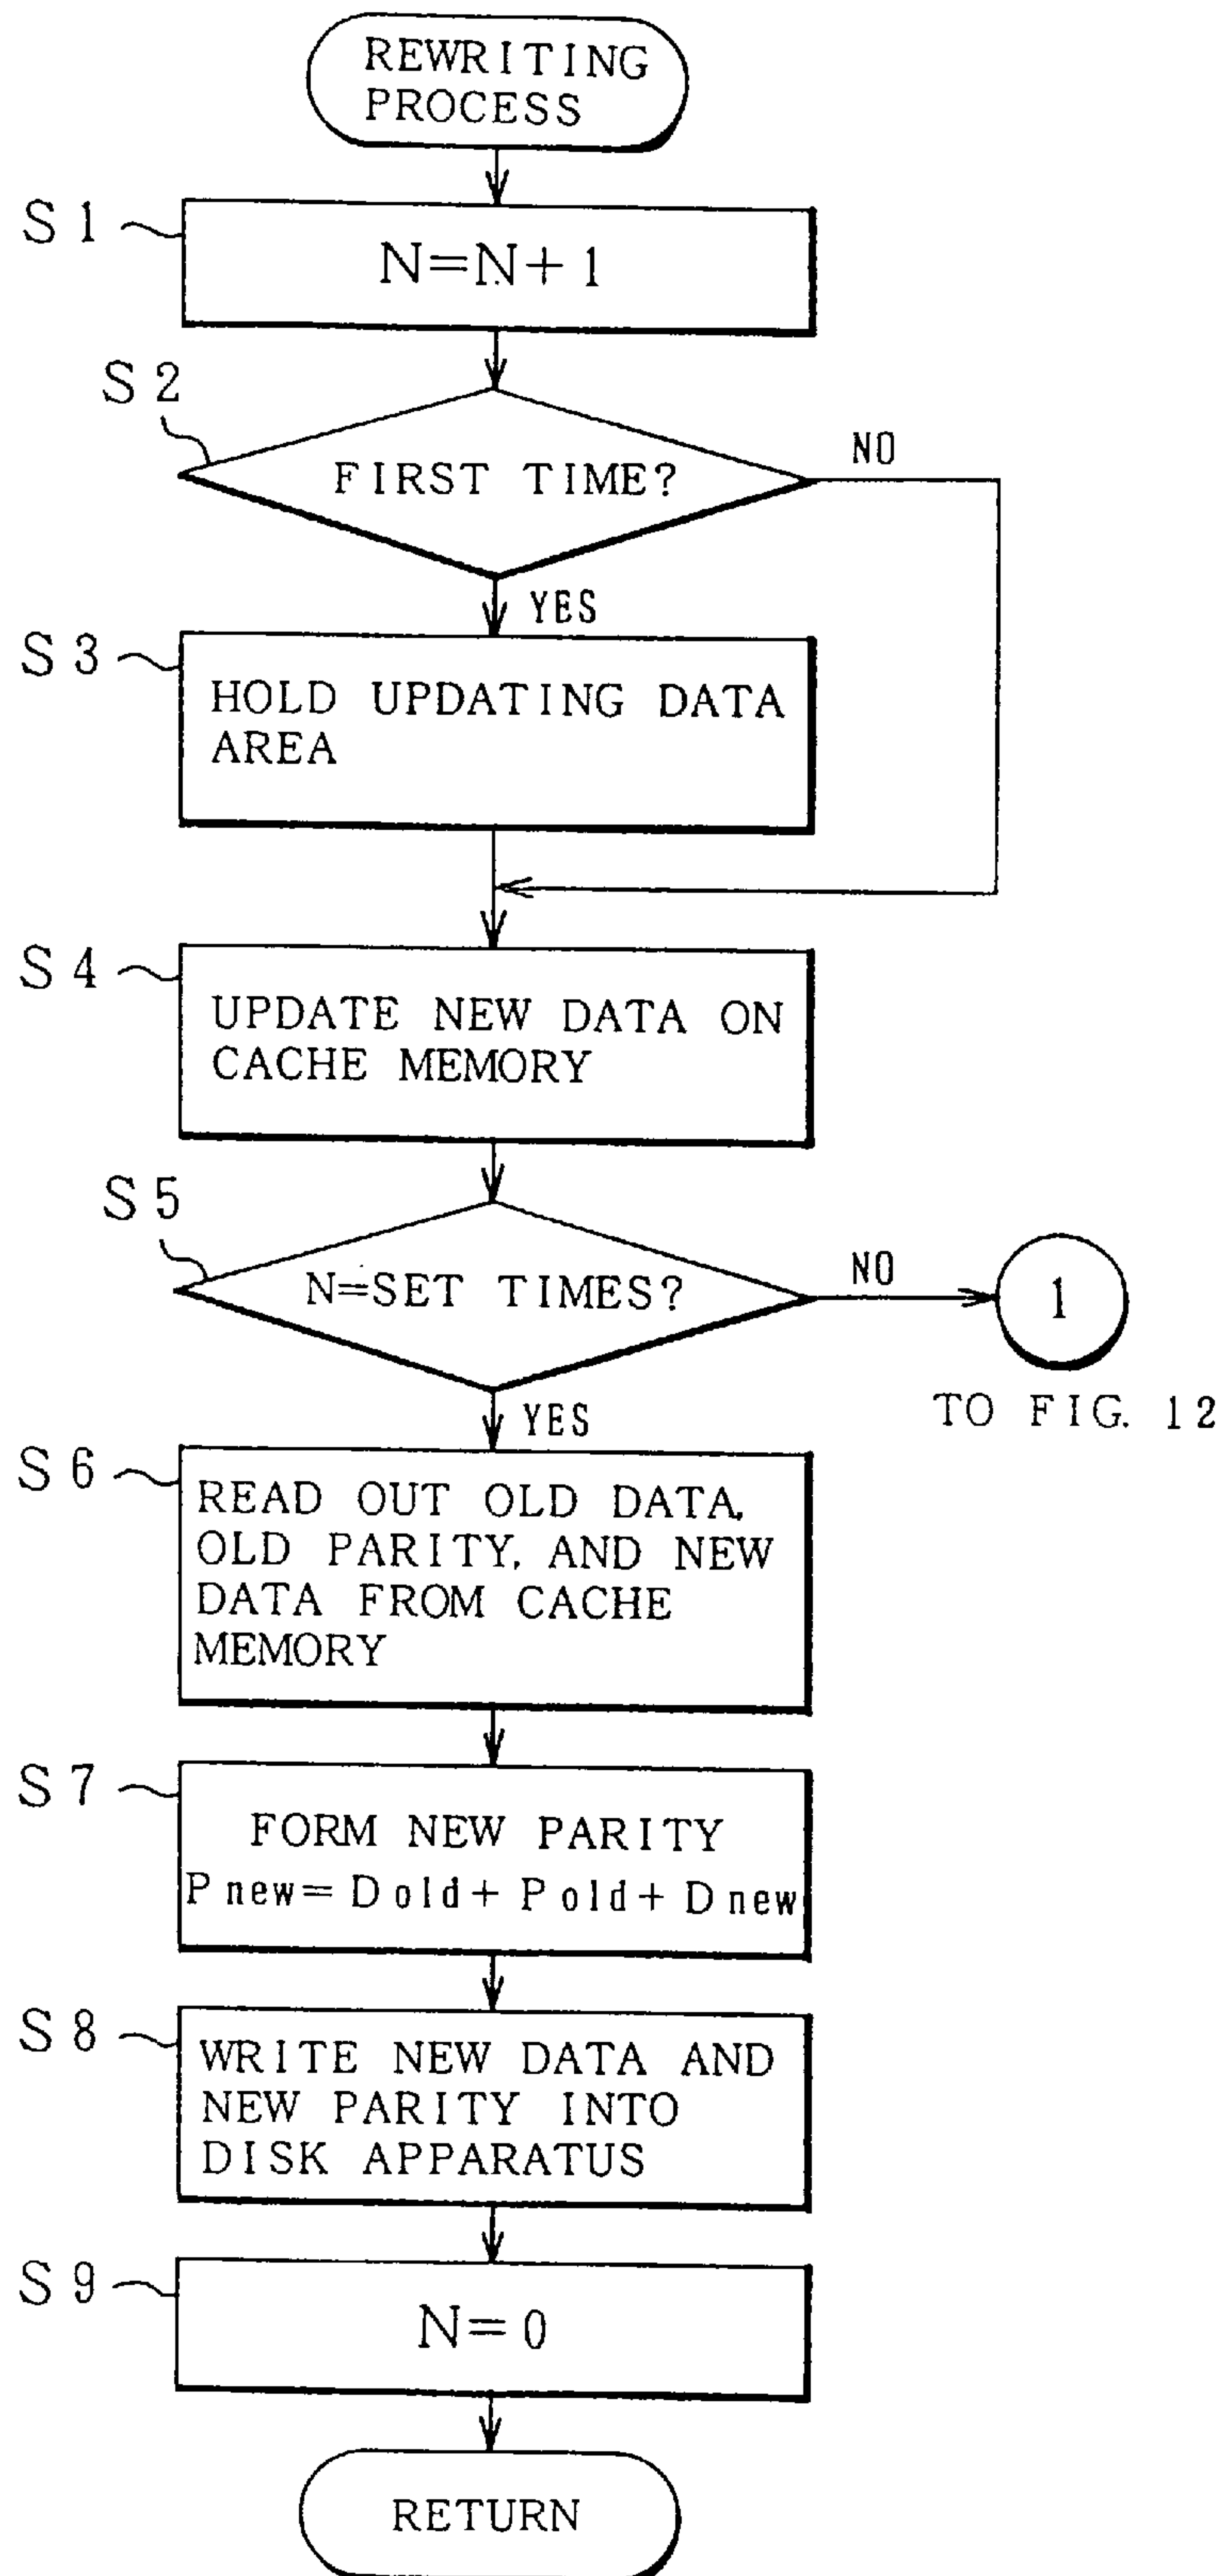 REWRITING
PROCESS
S1
N=N+1
S2
FIRST TIME?
NO
YES
S3
HOLD UPDATING DATA
AREA
S4
UPDATE NEW DATA ON
CACHE MEMORY
S5
N=SET TIMES?
NO
1
TO FIG. 12
YES
S6
READ OUT OLD DATA,
OLD PARITY, AND NEW
DATA FROM CACHE
MEMORY
S7
FORM NEW PARITY
Pnew= Dold+ Pold+ Dnew
S8
WRITE NEW DATA AND
NEW PARITY INTO
DISK APPARATUS
S9
N=0
RETURN